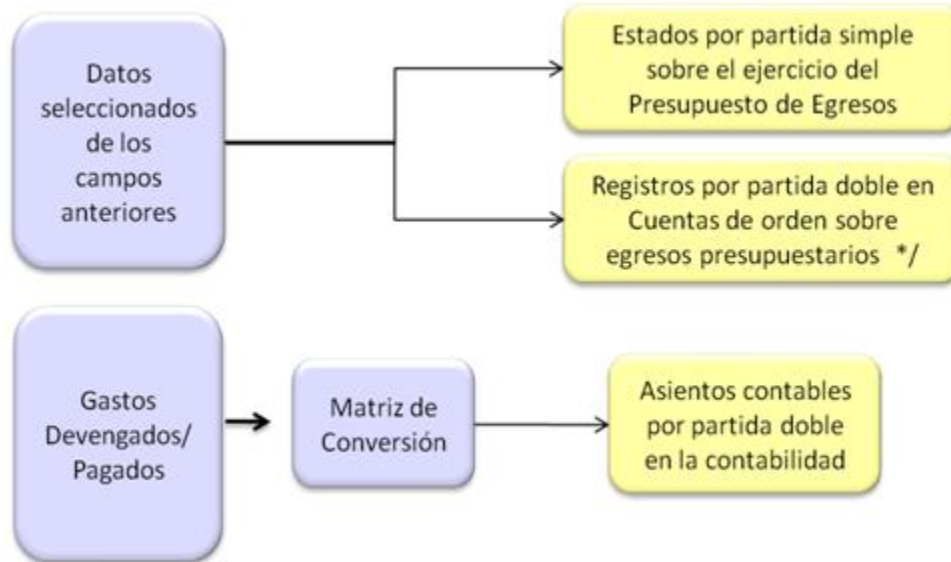 Datos
seleccionados
de los
campos
anteriores
Estados por partida simple
sobre el ejercicio del
Presupuesto de Egresos
Registros por partida doble en
Cuentas de orden sobre
egresos presupuestarios */
Gastos
Devengados/
Pagados
Matriz de
Conversión
Asientos contables
por partida doble
en la contabilidad